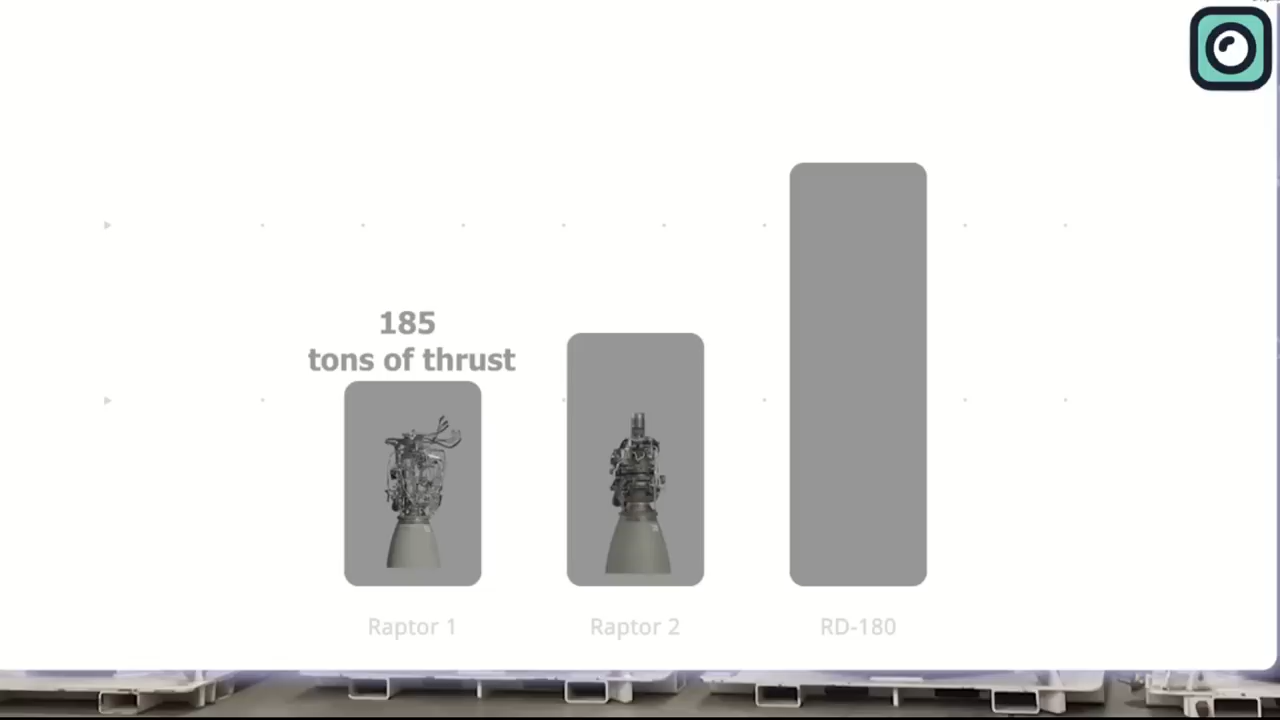 185
tons of thrust
Raptor 1
Raptor 2
RD-180